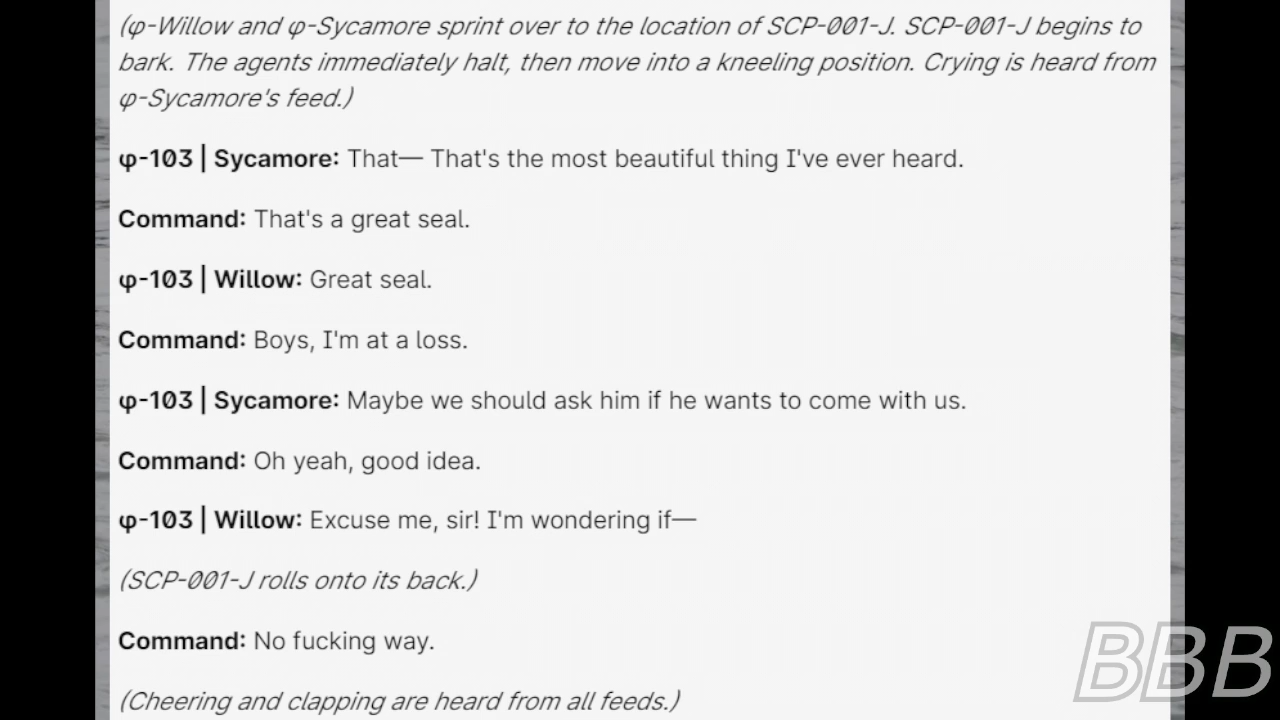 (φ-Willow and φ-Sycamore sprint over to the location of SCP-001-J. SCP-001-J begins to
bark. The agents immediately halt, then move into a kneeling position. Crying is heard from
φ-Sycamore's feed.)
φ-103 | Sycamore: That— That's the most beautiful thing I've ever heard.
Command: That's a great seal.
φ-103 | Willow: Great seal.
Command: Boys, I'm at a loss.
φ-103 | Sycamore: Maybe we should ask him if he wants to come with us.
Command: Oh yeah, good idea.
φ-103 | Willow: Excuse me, sir! I'm wondering if—
(SCP-001-J rolls onto its back.)
Command: No fucking way.
(Cheering and clapping are heard from all feeds.)
BBB